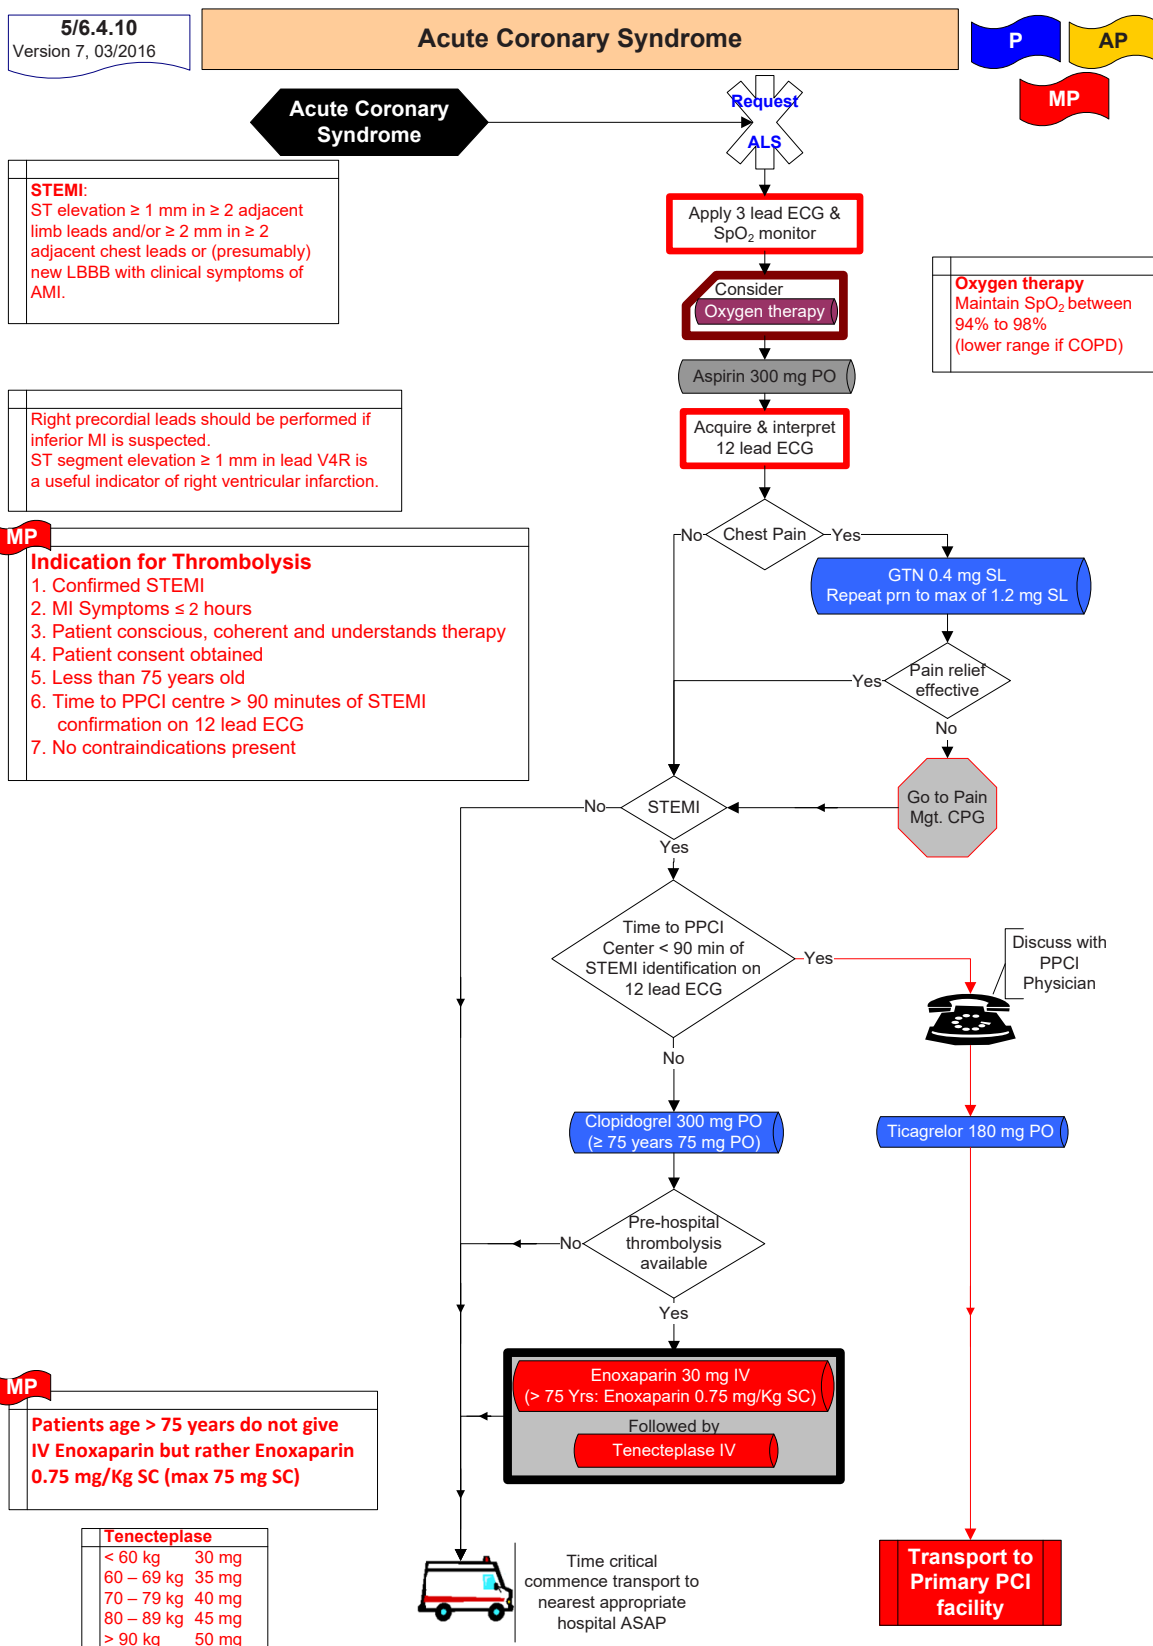 5/6.4.10
Version 7, 03/2016
Acute Coronary Syndrome
P
AP
MP
Acute Coronary
Syndrome
Request
ALS
STEMI:
ST elevation ≥ 1 mm in ≥ 2 adjacent
limb leads and/or ≥ 2 mm in ≥ 2
adjacent chest leads or (presumably)
new LBBB with clinical symptoms of
AMI.
Apply 3 lead ECG &
SpO₂ monitor
Consider
Oxygen therapy
Oxygen therapy
Maintain SpO₂ between
94% to 98%
(lower range if COPD)
Aspirin 300 mg PO
Right precordial leads should be performed if
inferior MI is suspected.
ST segment elevation ≥ 1 mm in lead V4R is
a useful indicator of right ventricular infarction.
Acquire & interpret
12 lead ECG
No
Chest Pain
Yes
MP
Indication for Thrombolysis
1. Confirmed STEMI
2. MI Symptoms ≤ 2 hours
3. Patient conscious, coherent and understands therapy
4. Patient consent obtained
5. Less than 75 years old
6. Time to PPCI centre > 90 minutes of STEMI
confirmation on 12 lead ECG
7. No contraindications present
GTN 0.4 mg SL
Repeat prn to max of 1.2 mg SL
Yes
Pain relief
effective
No
Go to Pain
Mgt. CPG
No
STEMI
Yes
Time to PPCI
Center < 90 min of
STEMI identification on
12 lead ECG
Yes
Discuss with
PPCI
Physician
No
Clopidogrel 300 mg PO
(≥ 75 years 75 mg PO)
Ticagrelor 180 mg PO
No
Pre-hospital
thrombolysis
available
Yes
Enoxaparin 30 mg IV
(> 75 Yrs: Enoxaparin 0.75 mg/Kg SC)
Followed by
Tenecteplase IV
MP
Patients age > 75 years do not give
IV Enoxaparin but rather Enoxaparin
0.75 mg/Kg SC (max 75 mg SC)
Tenecteplase
< 60 kg 30 mg
60 – 69 kg 35 mg
70 – 79 kg 40 mg
80 – 89 kg 45 mg
> 90 kg 50 mg
Time critical
commence transport to
nearest appropriate
hospital ASAP
Transport to
Primary PCI
facility